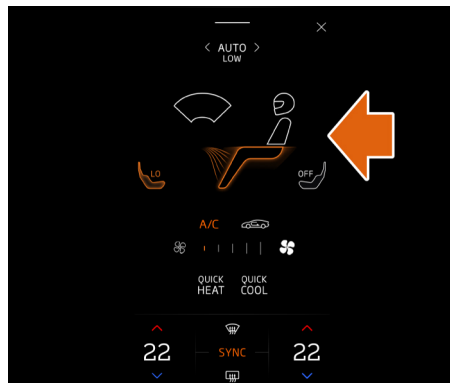 AUTO
LOW
LO
OFF
A/C
QUICK HEAT
QUICK COOL
22
SYNC
22